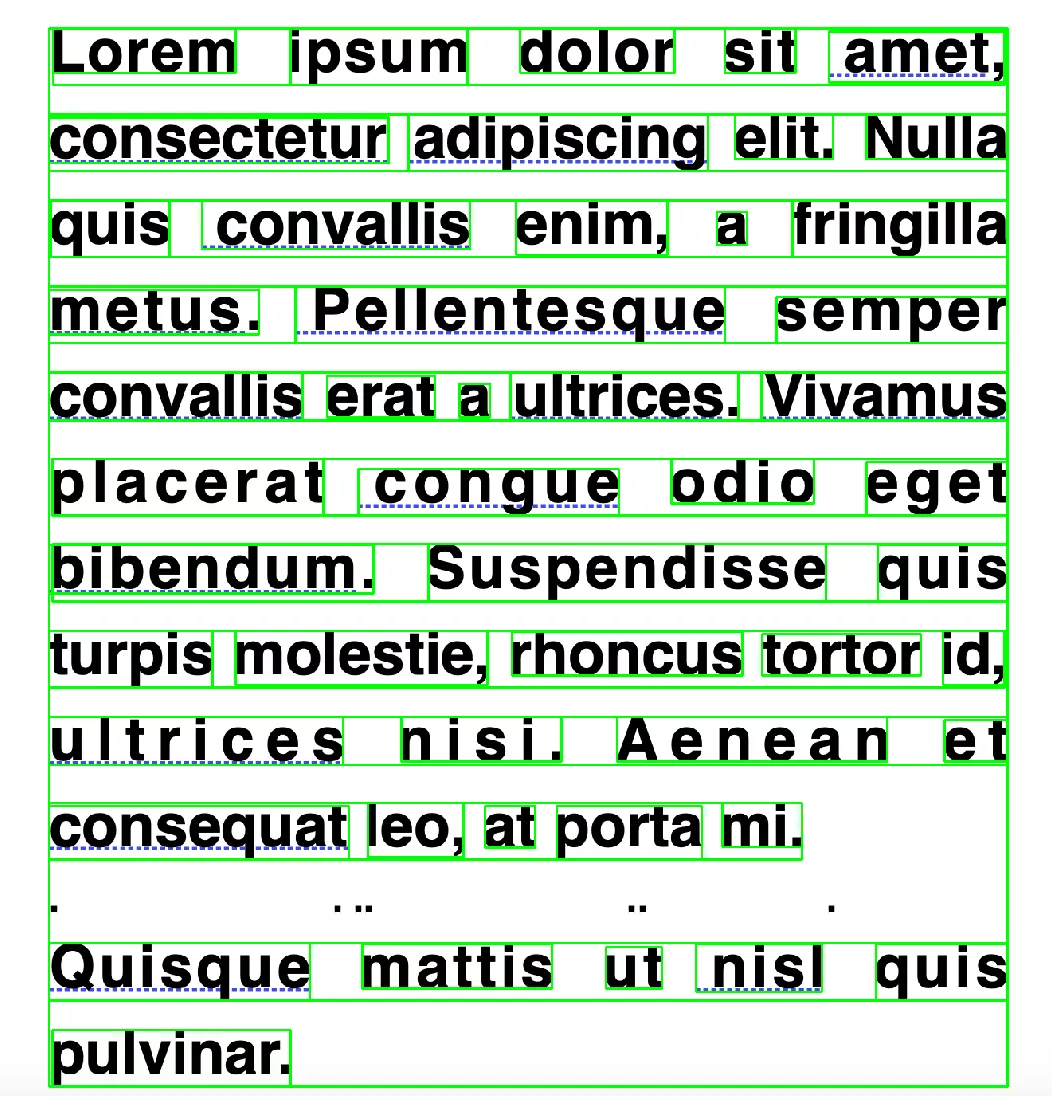 Lorem ipsum dolor sit amet,
consectetur adipiscing elit. Nulla
quis convallis enim, a fringilla
metus. Pellentesque semper
convallis erat a ultrices. Vivamus
placerat congue odio eget
bibendum. Suspendisse quis
turpis molestie, rhoncus tortor id,
ultrices nisi. Aenean et
consequat leo, at porta mi.
. . .. .. .
Quisque mattis ut nisl quis
pulvinar.